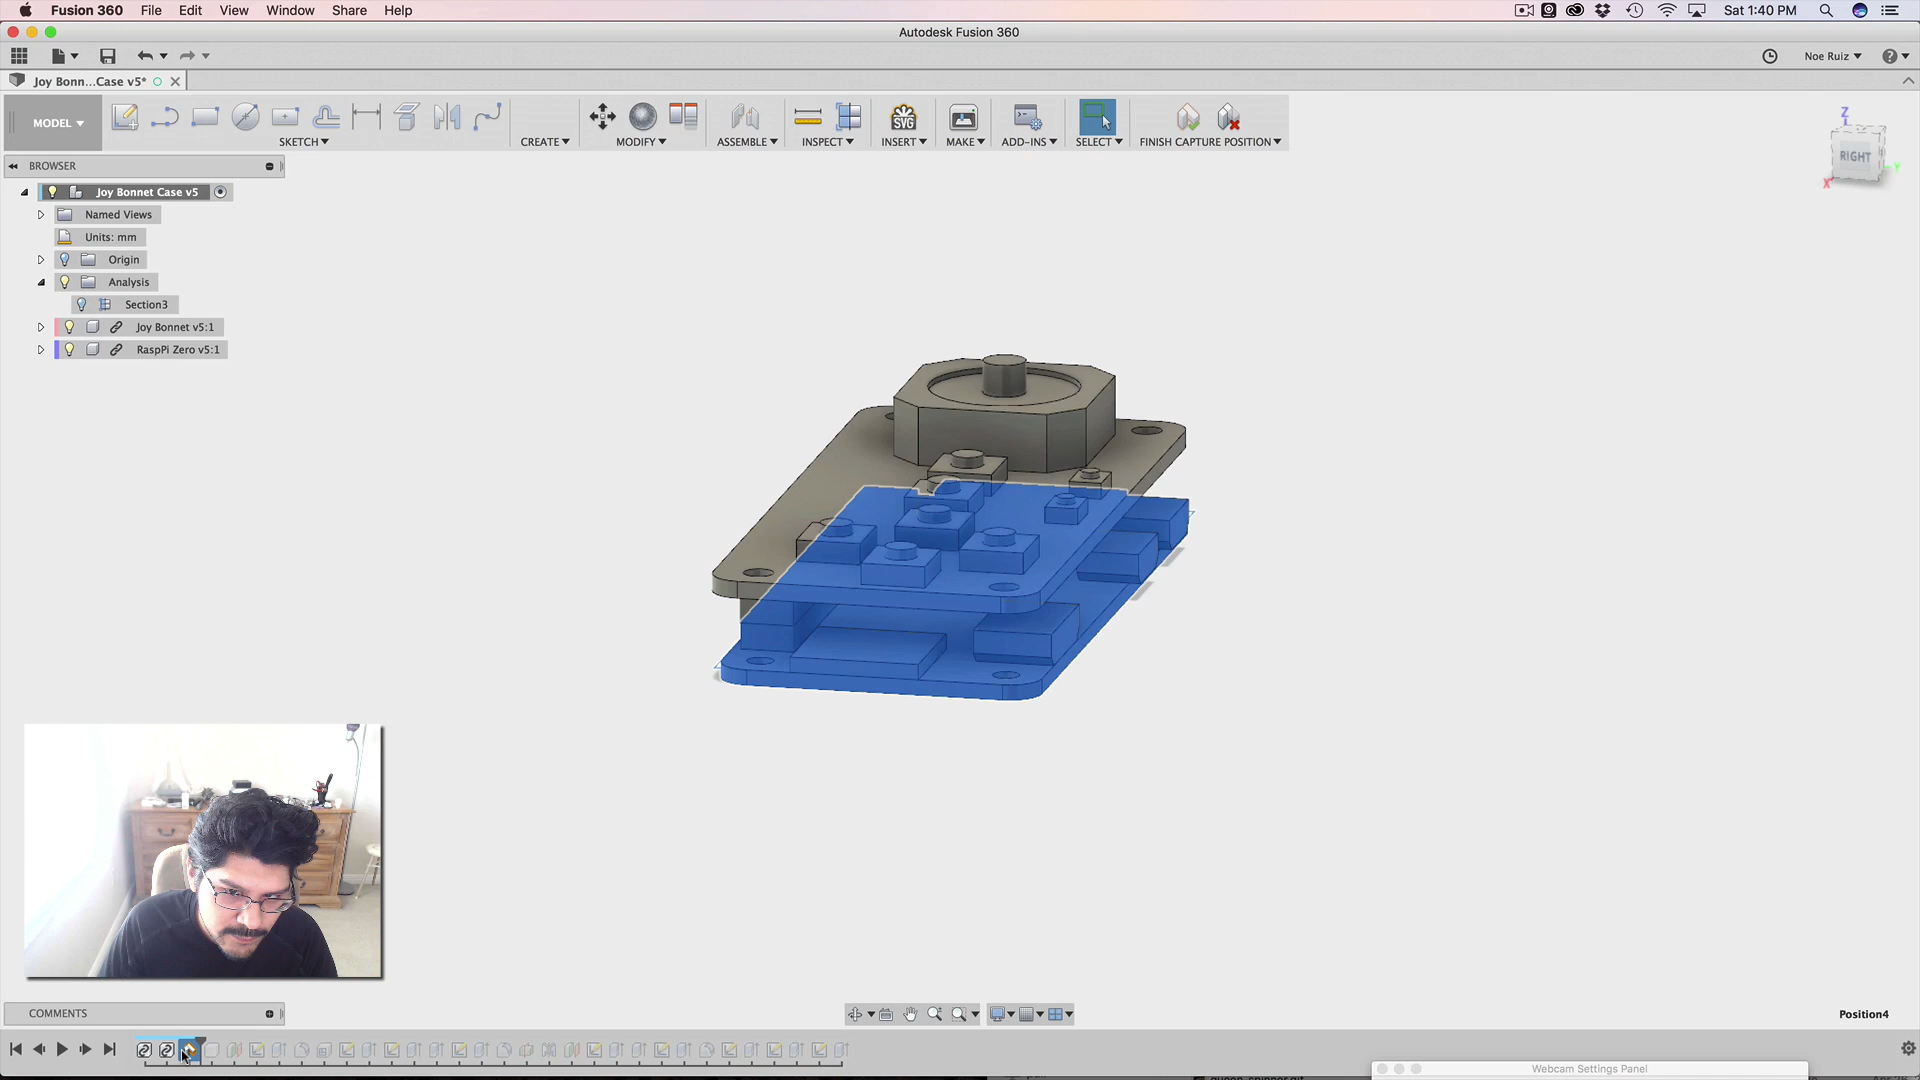 Fusion 360 File Edit View Window Share Help
Sat 1:40 PM
Autodesk Fusion 360
Noe Ruiz
Joy Bonn...Case v5*
MODEL
SKETCH
CREATE
MODIFY
ASSEMBLE
INSPECT
SVG
INSERT
MAKE
ADD-INS
SELECT
FINISH CAPTURE POSITION
Z
RIGHT
X
Y
BROWSER
Joy Bonnet Case v5
Named Views
Units: mm
Origin
Analysis
Section3
Joy Bonnet v5:1
RaspPi Zero v5:1
COMMENTS
Position4
Webcam Settings Panel